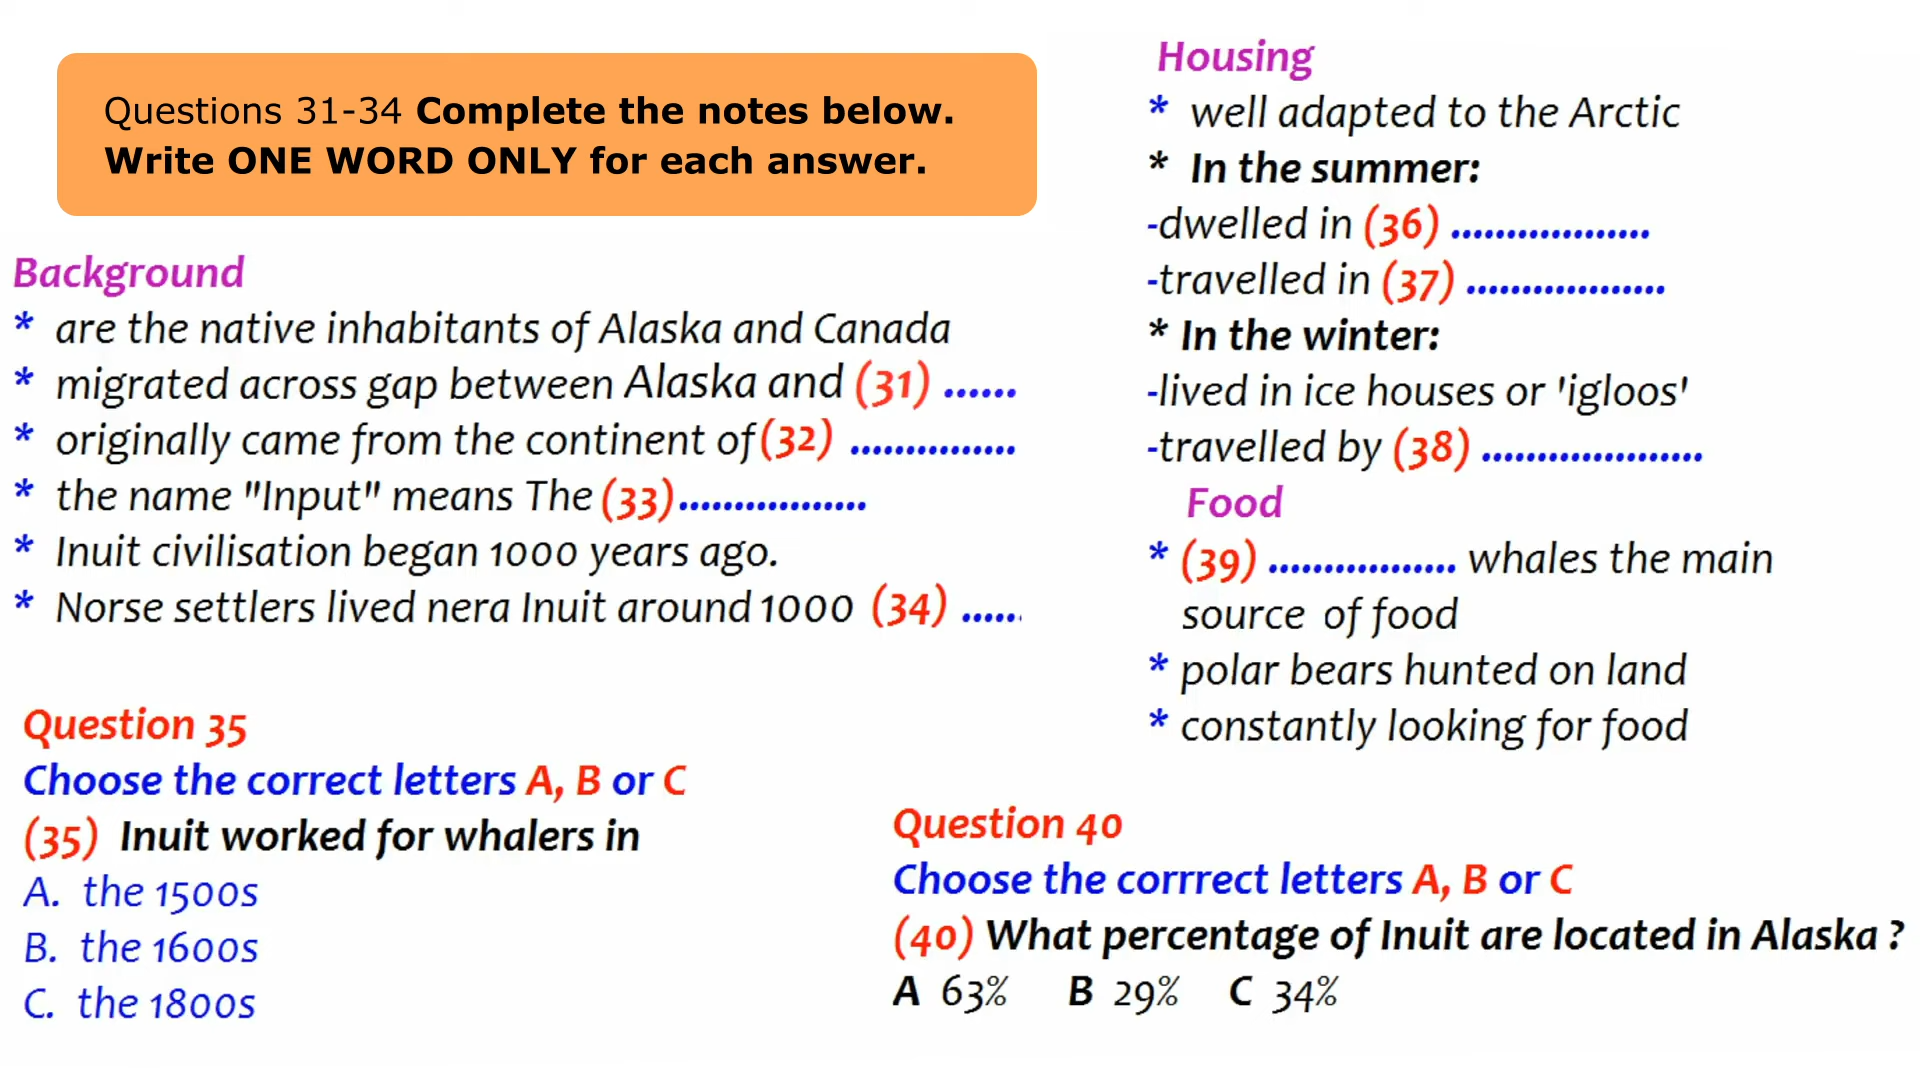 Questions 31-34 Complete the notes below.
Write ONE WORD ONLY for each answer.
Background
* are the native inhabitants of Alaska and Canada
* migrated across gap between Alaska and (31) ......
* originally came from the continent of (32) ...............
* the name "Input" means The (33).................
* Inuit civilisation began 1000 years ago.
* Norse settlers lived nera Inuit around 1000 (34) ......
Question 35
Choose the correct letters A, B or C
(35) Inuit worked for whalers in
A. the 1500s
B. the 1600s
C. the 1800s
Housing
* well adapted to the Arctic
* In the summer:
-dwelled in (36) ..................
-travelled in (37) ..................
* In the winter:
-lived in ice houses or 'igloos'
-travelled by (38) ....................
Food
* (39) ................. whales the main
source of food
* polar bears hunted on land
* constantly looking for food
Question 40
Choose the corrrect letters A, B or C
(40) What percentage of Inuit are located in Alaska ?
A 63% B 29% C 34%